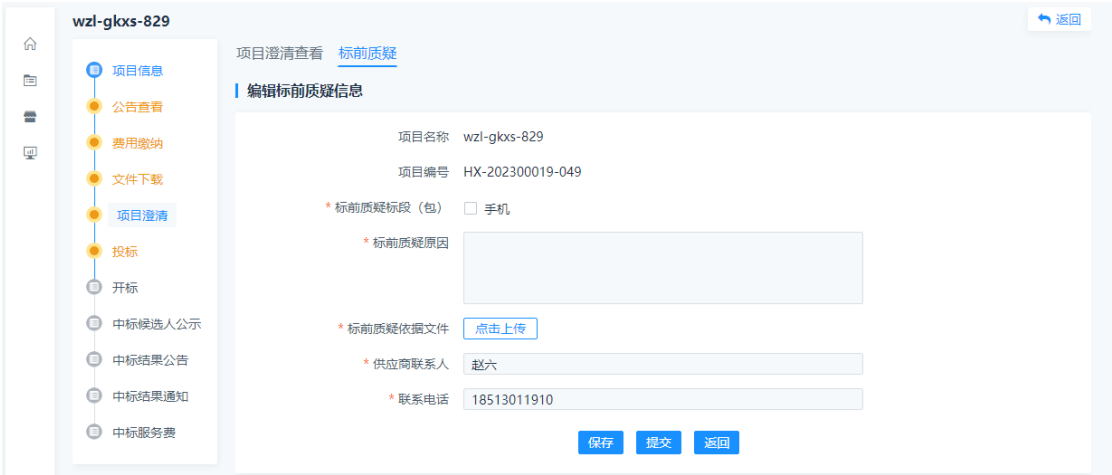 wzl-gkxs-829
返回
项目信息
公告查看
费用缴纳
文件下载
项目澄清
投标
开标
中标候选人公示
中标结果公告
中标结果通知
中标服务费
项目澄清查看 标前质疑
编辑标前质疑信息
项目名称 wzl-gkxs-829
项目编号 HX-202300019-049
* 标前质疑标段（包） 手机
* 标前质疑原因
* 标前质疑依据文件 点击上传
* 供应商联系人 赵六
* 联系电话 18513011910
保存 提交 返回